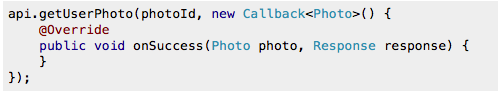 api.getUserPhoto(photoId, new Callback<Photo>() {
    @Override
    public void onSuccess(Photo photo, Response response) {
    }
});